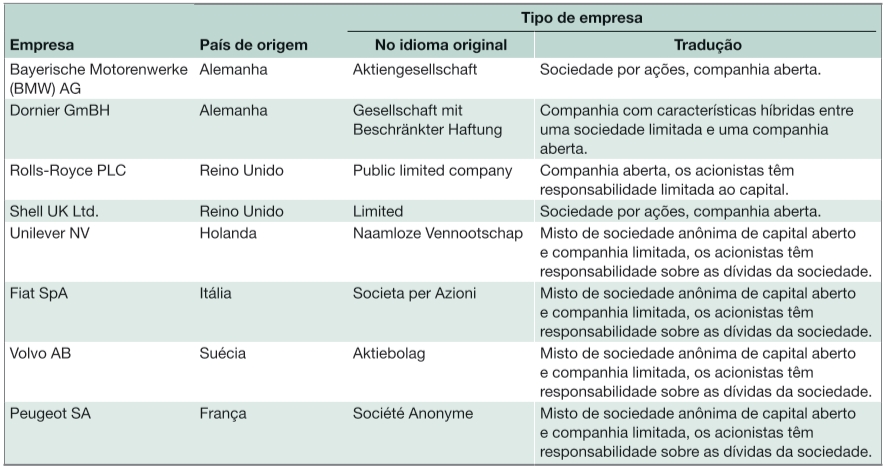 Tipo de empresa
Empresa País de origem No idioma original Tradução
Bayerische Motorenwerke Alemanha Aktiengesellschaft Sociedade por ações, companhia aberta.
(BMW) AG
Dornier GmBH Alemanha Gesellschaft mit Companhia com características híbridas entre
Beschränkter Haftung uma sociedade limitada e uma companhia
aberta.
Rolls-Royce PLC Reino Unido Public limited company Companhia aberta, os acionistas têm
responsabilidade limitada ao capital.
Shell UK Ltd. Reino Unido Limited Sociedade por ações, companhia aberta.
Unilever NV Holanda Naamloze Vennootschap Misto de sociedade anônima de capital aberto
e companhia limitada, os acionistas têm
responsabilidade sobre as dívidas da sociedade.
Fiat SpA Itália Societa per Azioni Misto de sociedade anônima de capital aberto
e companhia limitada, os acionistas têm
responsabilidade sobre as dívidas da sociedade.
Volvo AB Suécia Aktiebolag Misto de sociedade anônima de capital aberto
e companhia limitada, os acionistas têm
responsabilidade sobre as dívidas da sociedade.
Peugeot SA França Société Anonyme Misto de sociedade anônima de capital aberto
e companhia limitada, os acionistas têm
responsabilidade sobre as dívidas da sociedade.